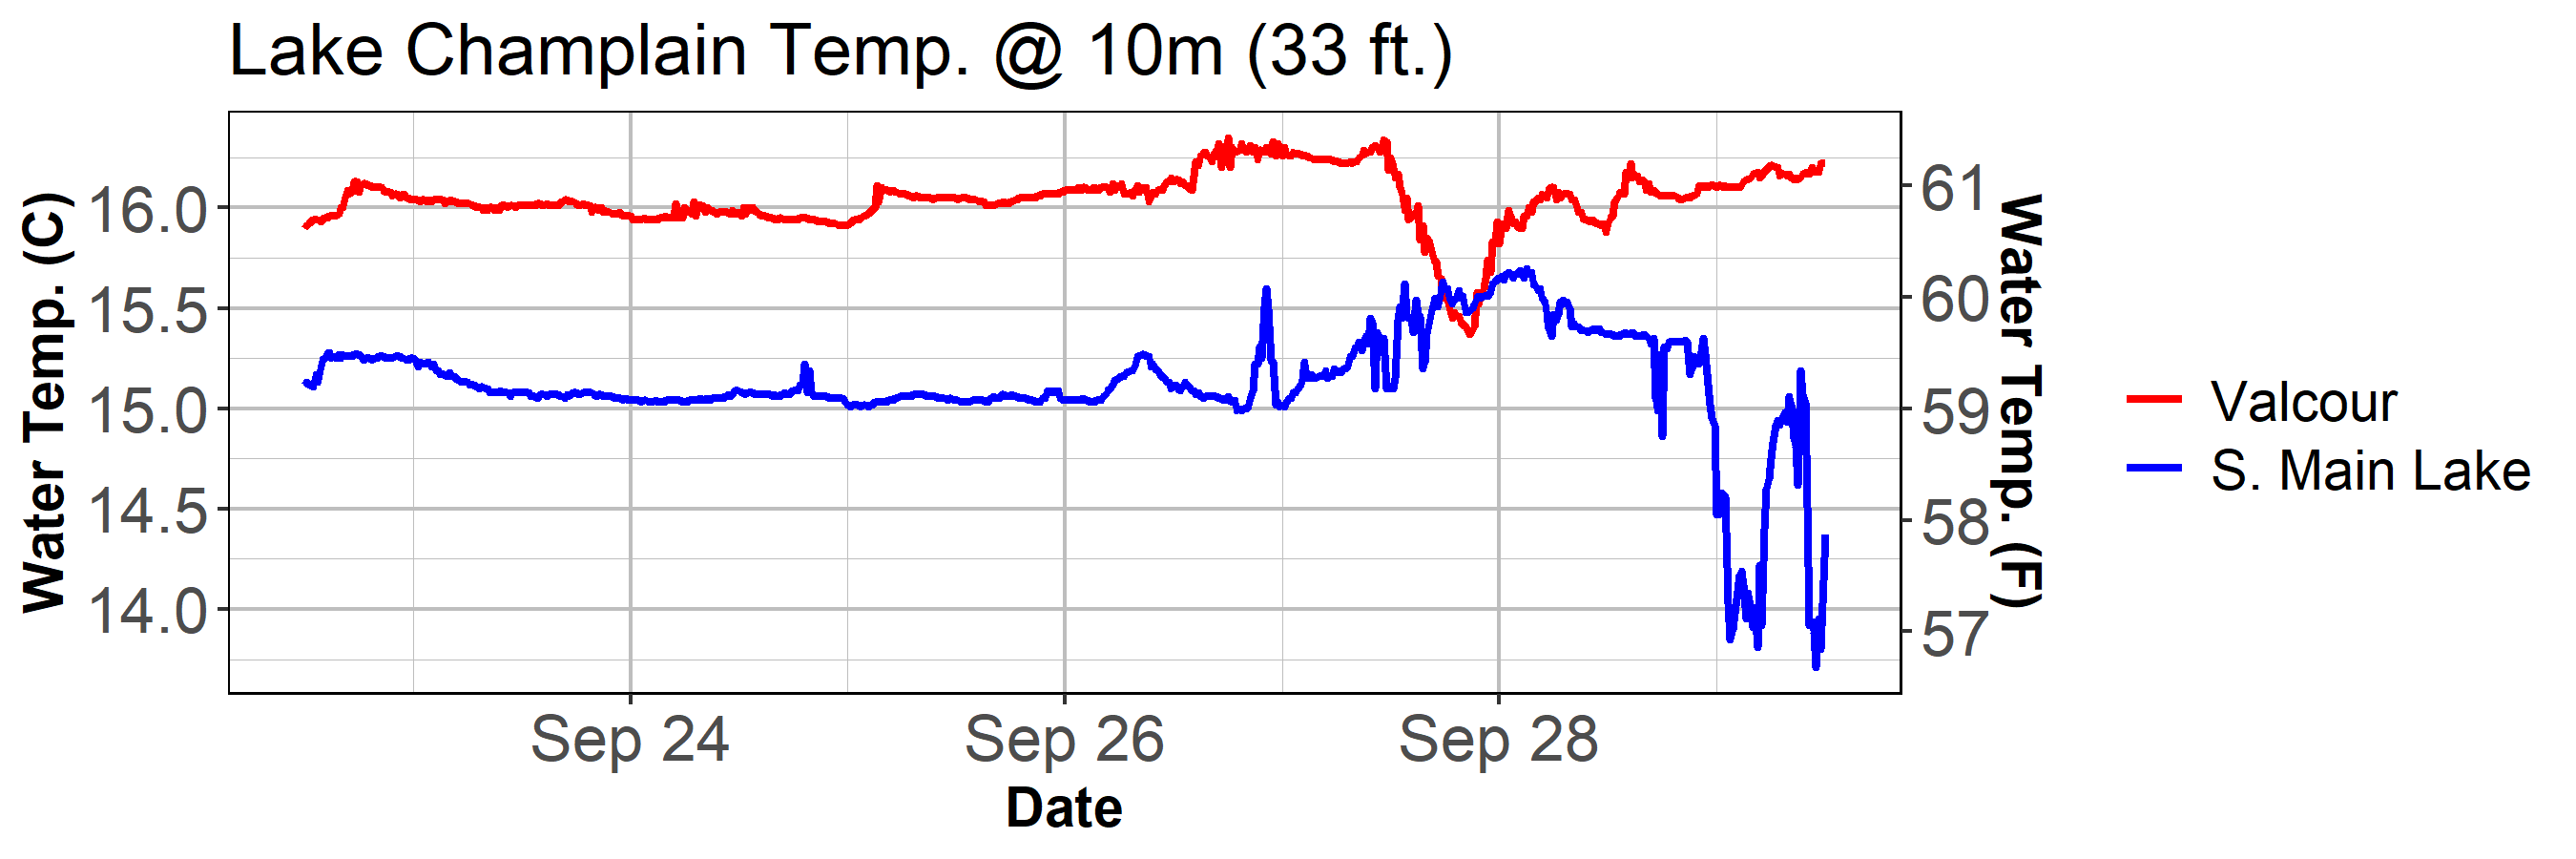 Lake Champlain Temp. @ 10m (33 ft.)
Water Temp. (C)
16.0
15.5
15.0
14.5
14.0
61
60
59
58
57
Water Temp. (F)
Sep 24 Sep 26 Sep 28
Date
Valcour
S. Main Lake